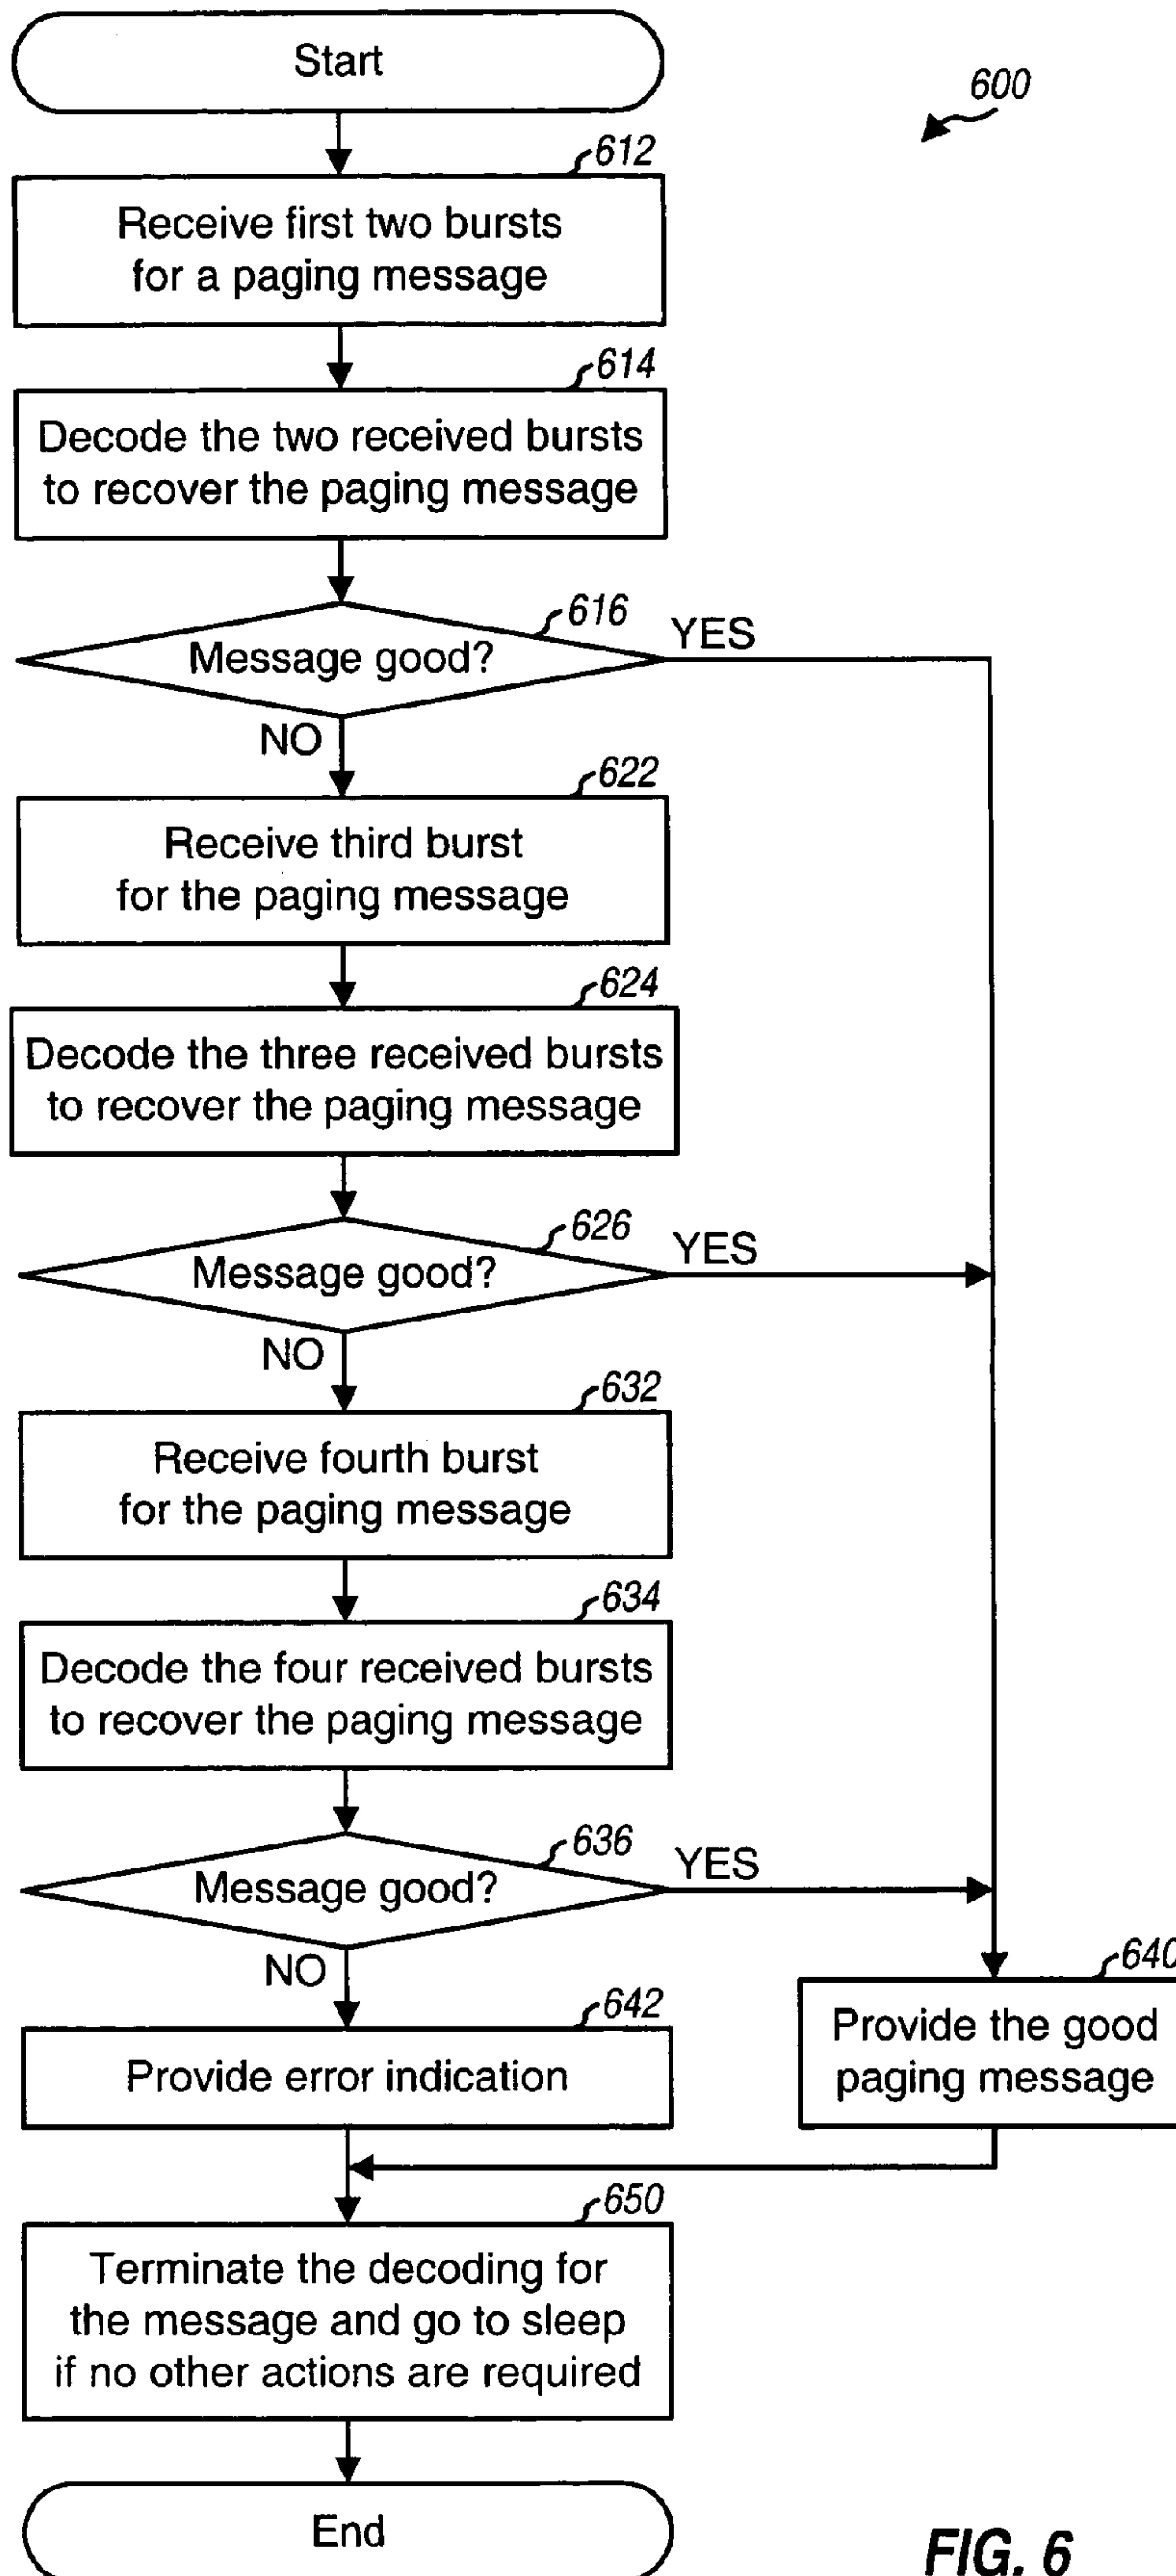 Start
600
612
Receive first two bursts
for a paging message
614
Decode the two received bursts
to recover the paging message
616
Message good?
YES
NO
622
Receive third burst
for the paging message
624
Decode the three received bursts
to recover the paging message
626
Message good?
YES
NO
632
Receive fourth burst
for the paging message
634
Decode the four received bursts
to recover the paging message
636
Message good?
YES
NO
640
642
Provide the good
paging message
Provide error indication
650
Terminate the decoding for
the message and go to sleep
if no other actions are required
End
FIG. 6